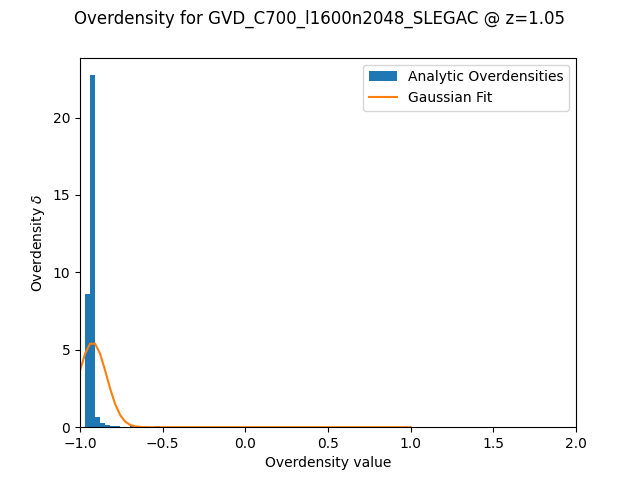 Overdensity for GVD_C700_l1600n2048_SLEGAC @ z=1.05
Analytic Overdensities
Gaussian Fit
Overdensity δ
20
15
10
5
0
−1.0 −0.5 0.0 0.5 1.0 1.5 2.0
Overdensity value